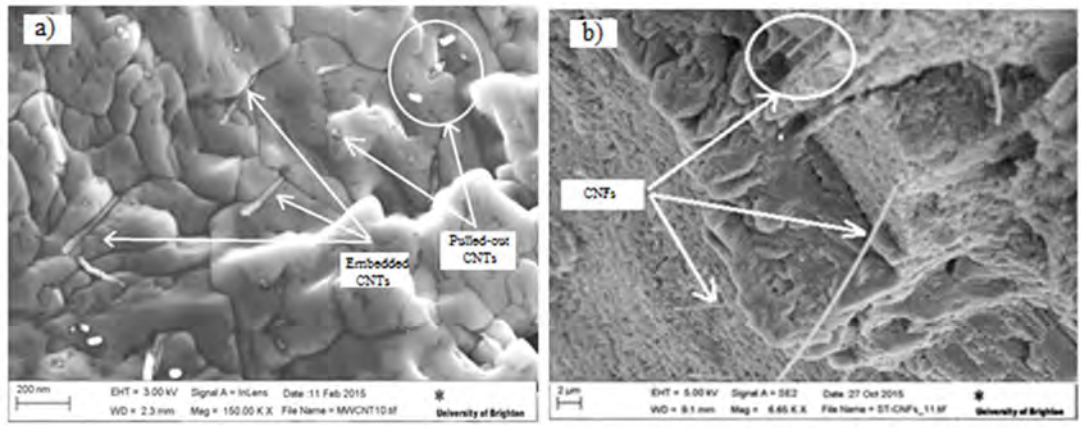 a)
Embedded
CNTs
Pulled-out
CNTs
200 nm
EHT = 3.00 kV Signal A = InLens Date :11 Feb 2015
WD = 2.3 mm Mag = 150.00 K X File Name = MWCNT10.tif
University of Brighton
b)
CNFs
2 µm
EHT = 5.00 kV Signal A = SE2 Date :27 Oct 2015
WD = 9.1 mm Mag = 6.65 K X File Name = ST-CNFs_11.tif
University of Brighton